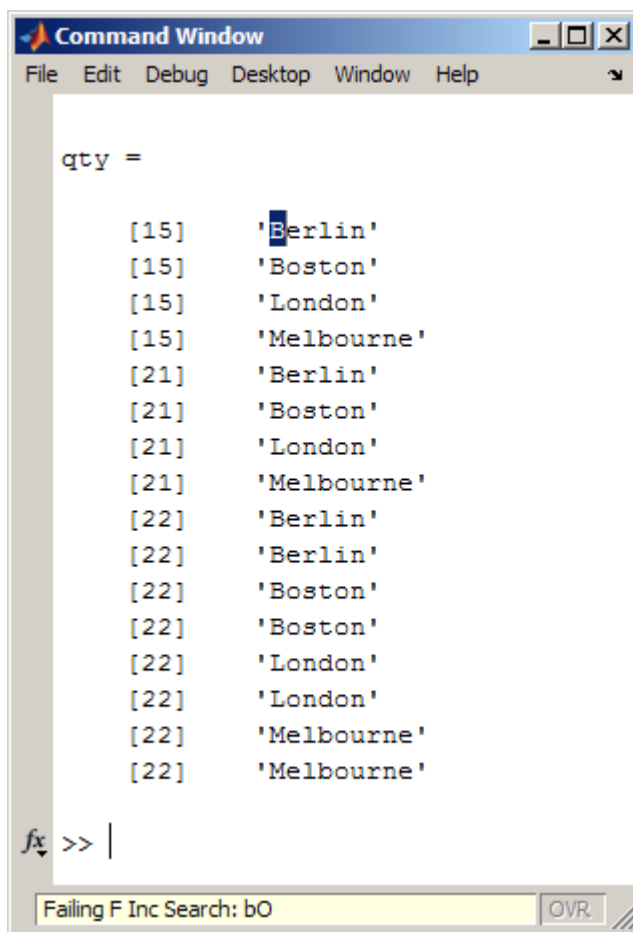 Command Window
File Edit Debug Desktop Window Help
qty =
[15] 'Berlin'
[15] 'Boston'
[15] 'London'
[15] 'Melbourne'
[21] 'Berlin'
[21] 'Boston'
[21] 'London'
[21] 'Melbourne'
[22] 'Berlin'
[22] 'Berlin'
[22] 'Boston'
[22] 'Boston'
[22] 'London'
[22] 'London'
[22] 'Melbourne'
[22] 'Melbourne'
fx >>
Failing F Inc Search: bO OVR